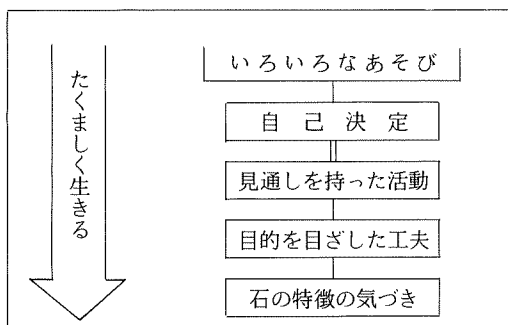 たくましく生きる
いろいろなあそび
自己決定
見通しを持った活動
目的を目ざした工夫
石の特徴の気づき